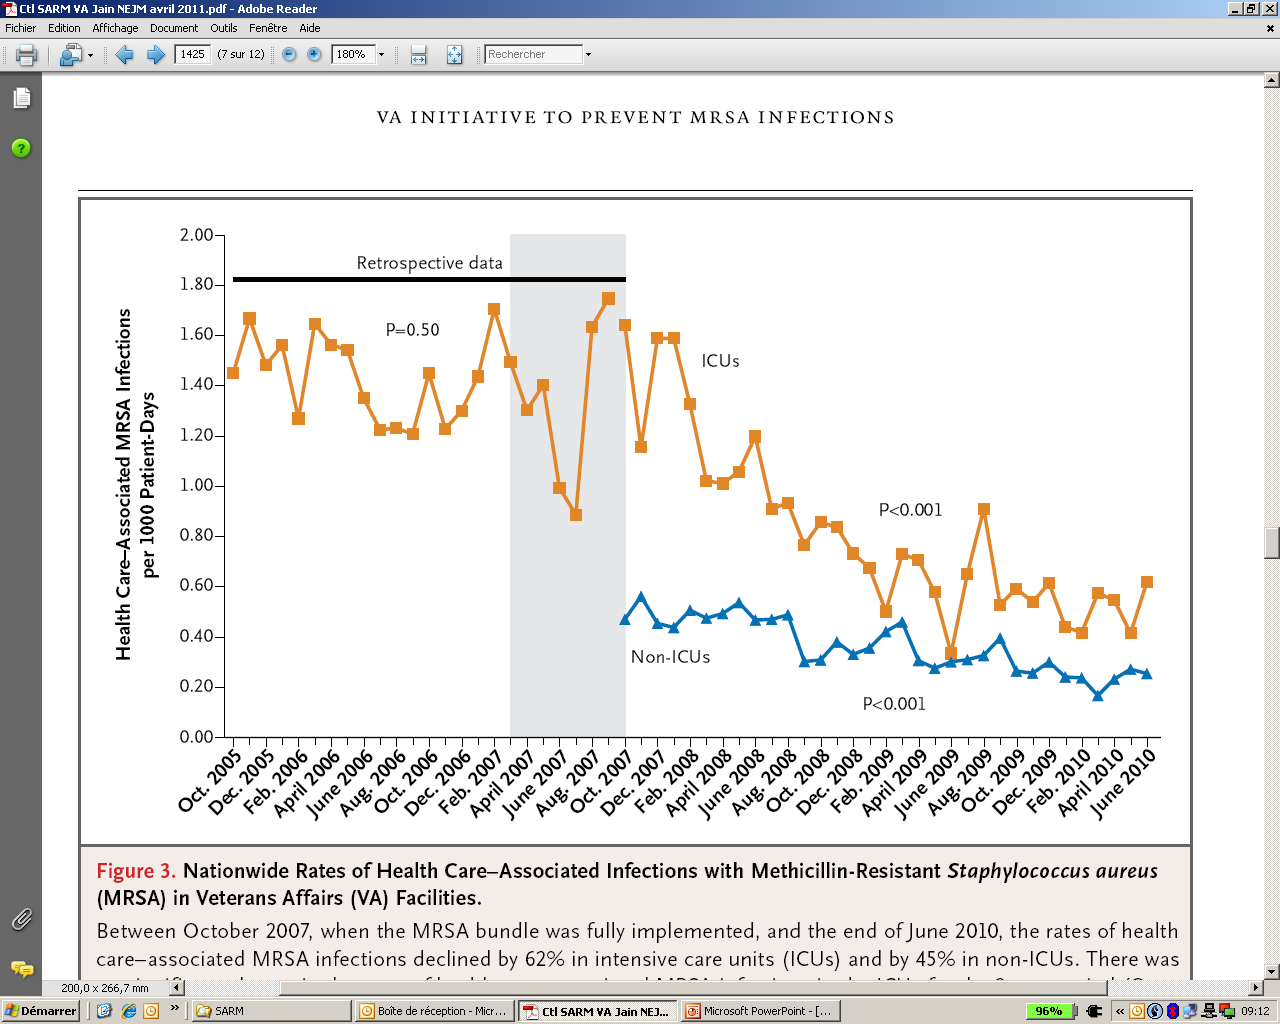 Ctl SARM VA Jain NEJM avril 2011.pdf - Adobe Reader
Fichier Edition Affichage Document Outils Fenêtre Aide
1425 (7 sur 12) 180% Rechercher
VA INITIATIVE TO PREVENT MRSA INFECTIONS
Health Care–Associated MRSA Infections
per 1000 Patient-Days
2.00
1.80
1.60
1.40
1.20
1.00
0.80
0.60
0.40
0.20
0.00
Retrospective data
P=0.50
ICUs
P<0.001
Non-ICUs
P<0.001
Oct. 2005
Dec. 2005
Feb. 2006
April 2006
June 2006
Aug. 2006
Oct. 2006
Dec. 2006
Feb. 2007
April 2007
June 2007
Aug. 2007
Oct. 2007
Dec. 2007
Feb. 2008
April 2008
June 2008
Aug. 2008
Oct. 2008
Dec. 2008
Feb. 2009
April 2009
June 2009
Aug. 2009
Oct. 2009
Dec. 2009
Feb. 2010
April 2010
June 2010
Figure 3. Nationwide Rates of Health Care–Associated Infections with Methicillin-Resistant Staphylococcus aureus
(MRSA) in Veterans Affairs (VA) Facilities.
Between October 2007, when the MRSA bundle was fully implemented, and the end of June 2010, the rates of health
care–associated MRSA infections declined by 62% in intensive care units (ICUs) and by 45% in non-ICUs. There was
200,0 x 266,7 mm
Démarrer » SARM Boîte de réception - Micr... Ctl SARM VA Jain NEJ... Microsoft PowerPoint - [... 96% « 09:12